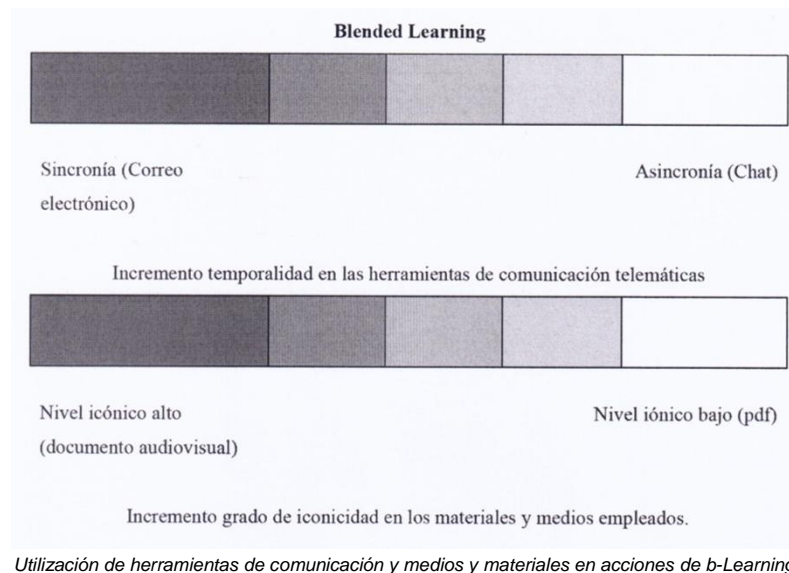 Blended Learning
Sincronía (Correo
electrónico)
Asincronía (Chat)
Incremento temporalidad en las herramientas de comunicación telemáticas
Nivel icónico alto
(documento audiovisual)
Nivel iónico bajo (pdf)
Incremento grado de iconicidad en los materiales y medios empleados.
Utilización de herramientas de comunicación y medios y materiales en acciones de b-Learning